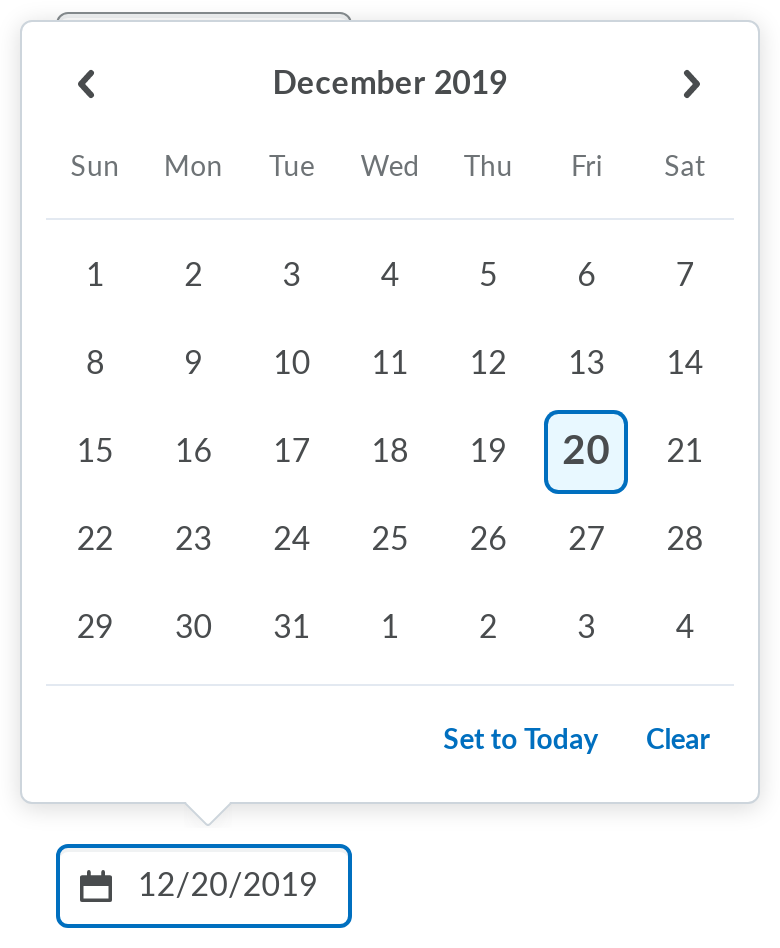 December 2019
Sun Mon Tue Wed Thu Fri Sat
1 2 3 4 5 6 7
8 9 10 11 12 13 14
15 16 17 18 19 20 21
22 23 24 25 26 27 28
29 30 31 1 2 3 4
Set to Today Clear
12/20/2019